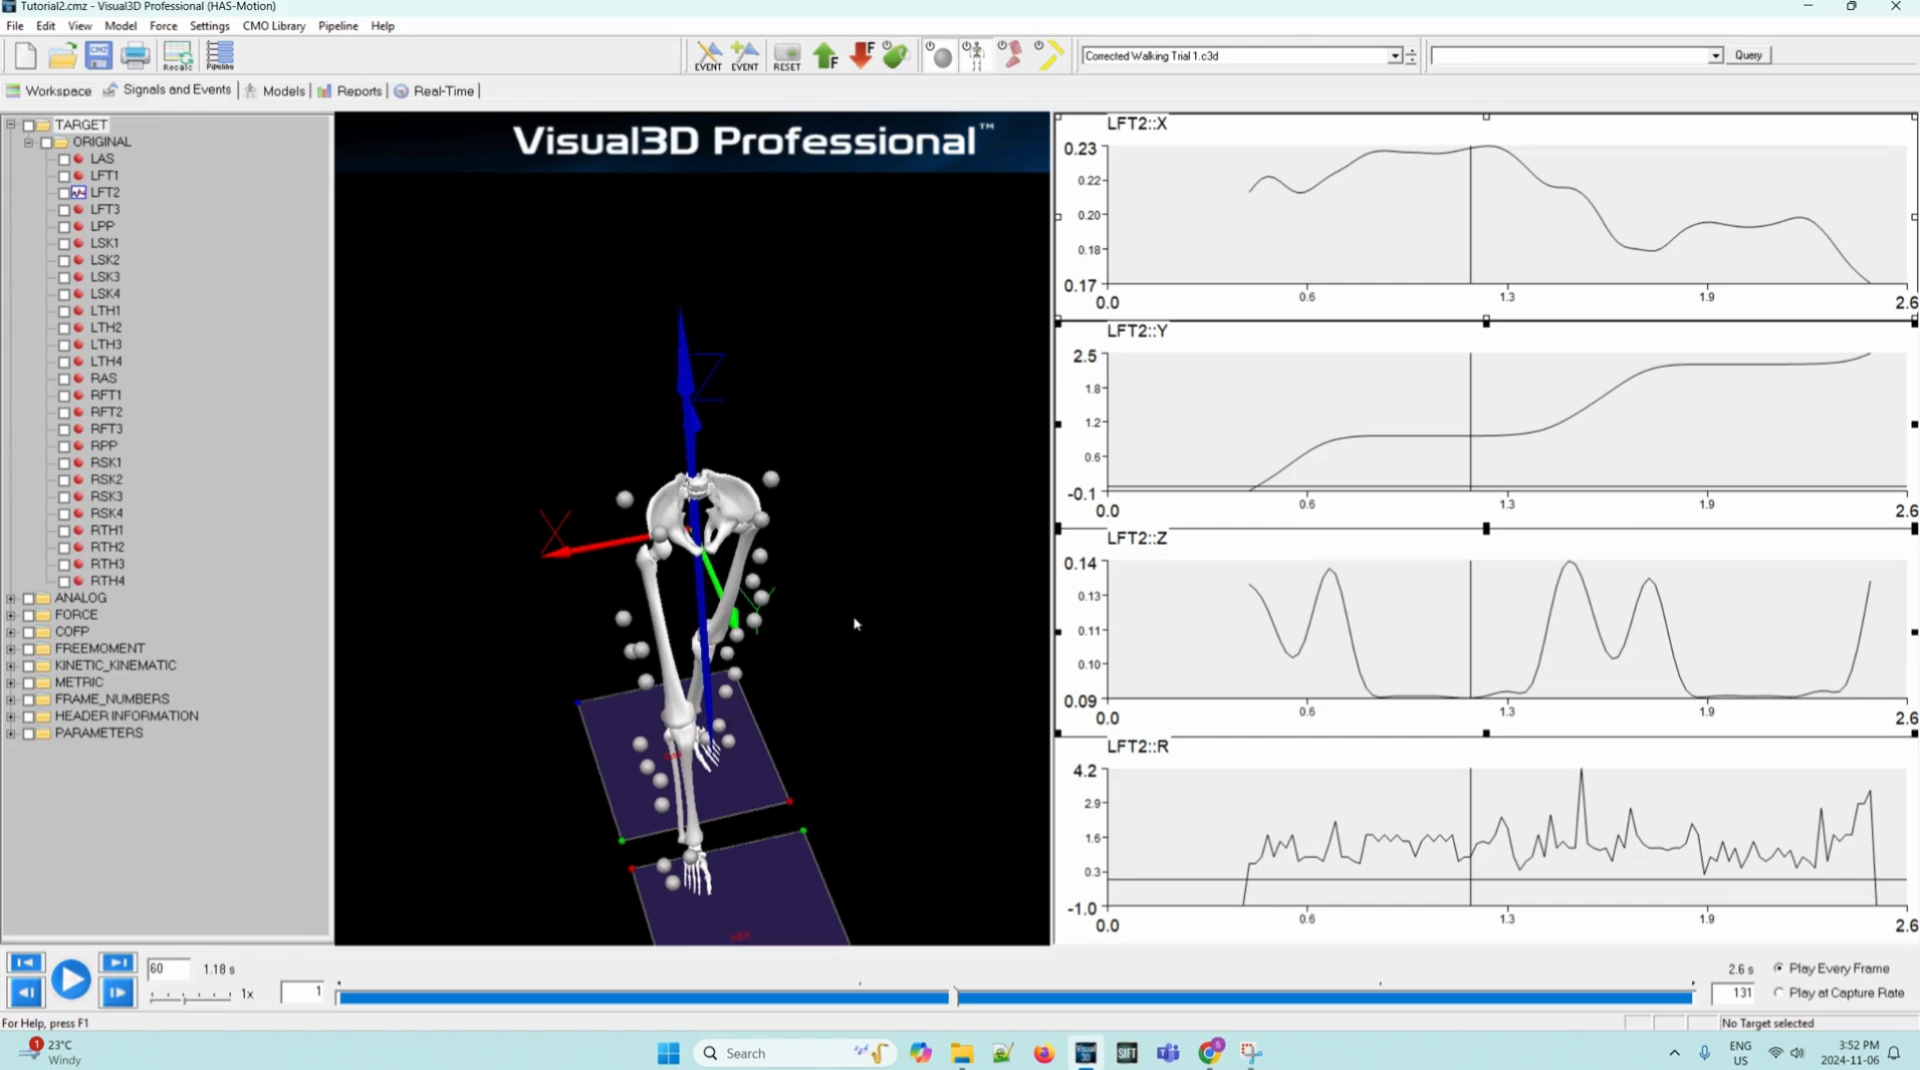 Tutorial2.cmz - Visual3D Professional (HAS-Motion)
File Edit View Model Force Settings CMO Library Pipeline Help
Recalc Pipeline EVENT EVENT RESET F F Corrected Walking Trial 1.c3d Query
Workspace Signals and Events Models Reports Real-Time
TARGET
ORIGINAL
LAS
LFT1
LFT2
LFT3
LPP
LSK1
LSK2
LSK3
LSK4
LTH1
LTH2
LTH3
LTH4
RAS
RFT1
RFT2
RFT3
RPP
RSK1
RSK2
RSK3
RSK4
RTH1
RTH2
RTH3
RTH4
ANALOG
FORCE
COFP
FREEMOMENT
KINETIC_KINEMATIC
METRIC
FRAME_NUMBERS
HEADER INFORMATION
PARAMETERS
Visual3D Professional™
Z
X
Y
LFT2::X
0.23
0.22
0.20
0.18
0.17
0.0 0.6 1.3 1.9 2.6
LFT2::Y
2.5
1.8
1.2
0.6
-0.1
0.0 0.6 1.3 1.9 2.6
LFT2::Z
0.14
0.13
0.11
0.10
0.09
0.0 0.6 1.3 1.9 2.6
LFT2::R
4.2
2.9
1.6
0.3
-1.0
0.0 0.6 1.3 1.9 2.6
60 1.18 s
1x 1
2.6 s Play Every Frame
131 Play at Capture Rate
For Help, press F1
No Target selected
1 23°C
Windy
Search
Visual 3D
SIFT
ENG
US
3:52 PM
2024-11-06